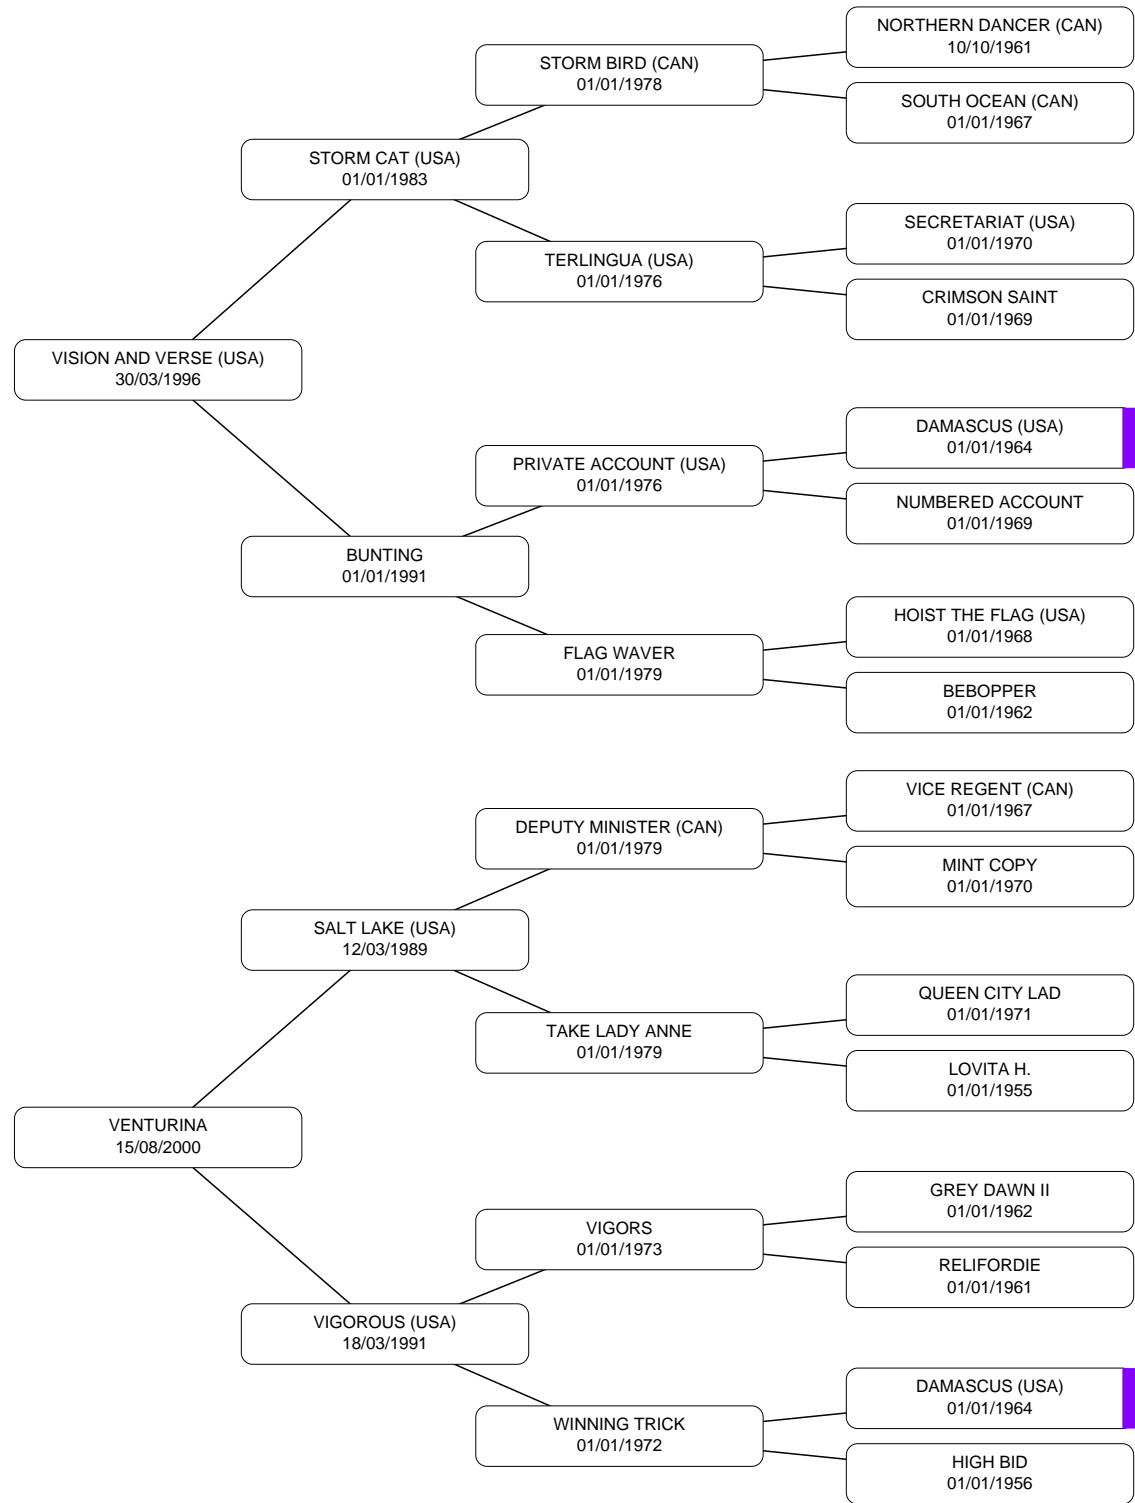 NORTHERN DANCER (CAN)
10/10/1961
STORM BIRD (CAN)
01/01/1978
SOUTH OCEAN (CAN)
01/01/1967
STORM CAT (USA)
01/01/1983
SECRETARIAT (USA)
01/01/1970
TERLINGUA (USA)
01/01/1976
CRIMSON SAINT
01/01/1969
VISION AND VERSE (USA)
30/03/1996
DAMASCUS (USA)
01/01/1964
PRIVATE ACCOUNT (USA)
01/01/1976
NUMBERED ACCOUNT
01/01/1969
BUNTING
01/01/1991
HOIST THE FLAG (USA)
01/01/1968
FLAG WAVER
01/01/1979
BEBOPPER
01/01/1962
VICE REGENT (CAN)
01/01/1967
DEPUTY MINISTER (CAN)
01/01/1979
MINT COPY
01/01/1970
SALT LAKE (USA)
12/03/1989
QUEEN CITY LAD
01/01/1971
TAKE LADY ANNE
01/01/1979
LOVITA H.
01/01/1955
VENTURINA
15/08/2000
GREY DAWN II
01/01/1962
VIGORS
01/01/1973
RELIFORDIE
01/01/1961
VIGOROUS (USA)
18/03/1991
DAMASCUS (USA)
01/01/1964
WINNING TRICK
01/01/1972
HIGH BID
01/01/1956